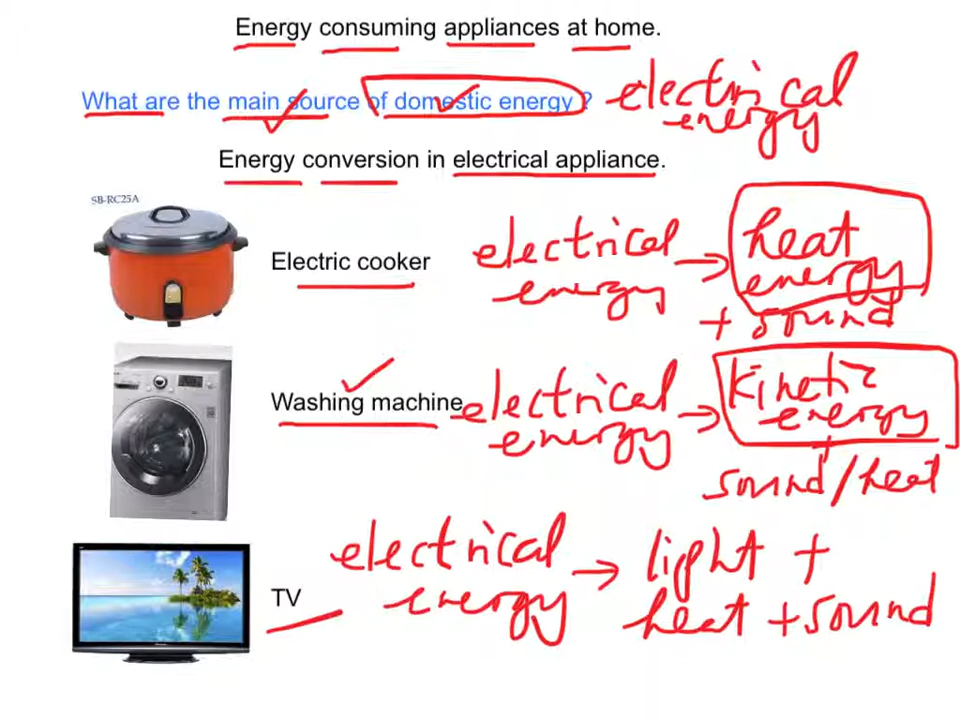 Energy consuming appliances at home.
What are the main source of domestic energy ? electrical
energy
Energy conversion in electrical appliance.
SB-RC25A
Electric cooker electrical energy → heat energy
+ sound
Washing machine electrical energy → kinetic energy
+
sound/heat
TV electrical energy → light +
heat + sound